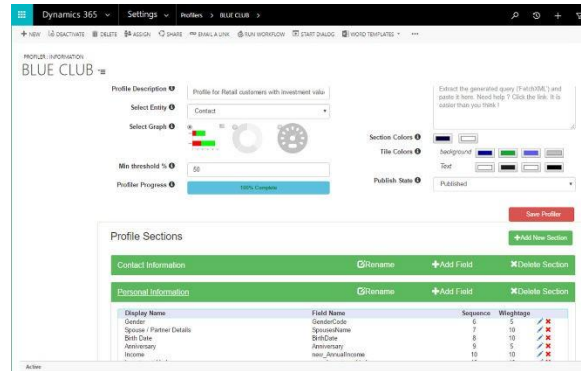 Dynamics 365 Settings Profilers > BLUE CLUB >
+ NEW DEACTIVATE DELETE ASSIGN SHARE EMAIL A LINK RUN WORKFLOW START DIALOG WORD TEMPLATES ...
PROFILER : INFORMATION
BLUE CLUB
Profile Description Profile for Retail customers with investment valu
Extract the generated query (FetchXML) and
paste it here. Need help ? Click the link. It is
easier than you think !
Select Entity Contact
Select Graph
Section Colors
Tile Colors background
Text
Min threshold % 50
Profiler Progress 100% Complete
Publish State Published
Save Profiler
Profile Sections
+Add New Section
Contact Information Rename +Add Field Delete Section
Personal Information Rename +Add Field Delete Section
Display Name Field Name Sequence Wieghtage
Gender GenderCode 6 5
Spouse / Partner Details SpousesName 7 10
Birth Date BirthDate 8 10
Anniversary Anniversary 9 5
Income new_AnnualIncome 10 10
Active